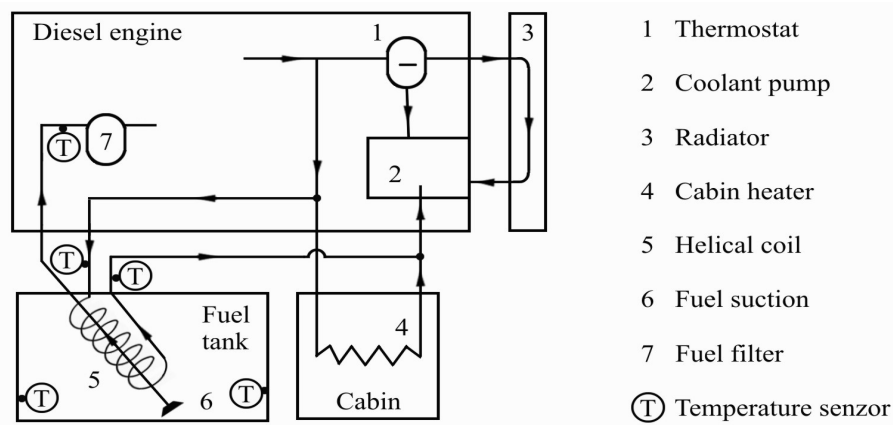 Diesel engine
1
3
T
7
2
T
T
Fuel
tank
4
5
T
6
T
Cabin
1 Thermostat
2 Coolant pump
3 Radiator
4 Cabin heater
5 Helical coil
6 Fuel suction
7 Fuel filter
T Temperature senzor